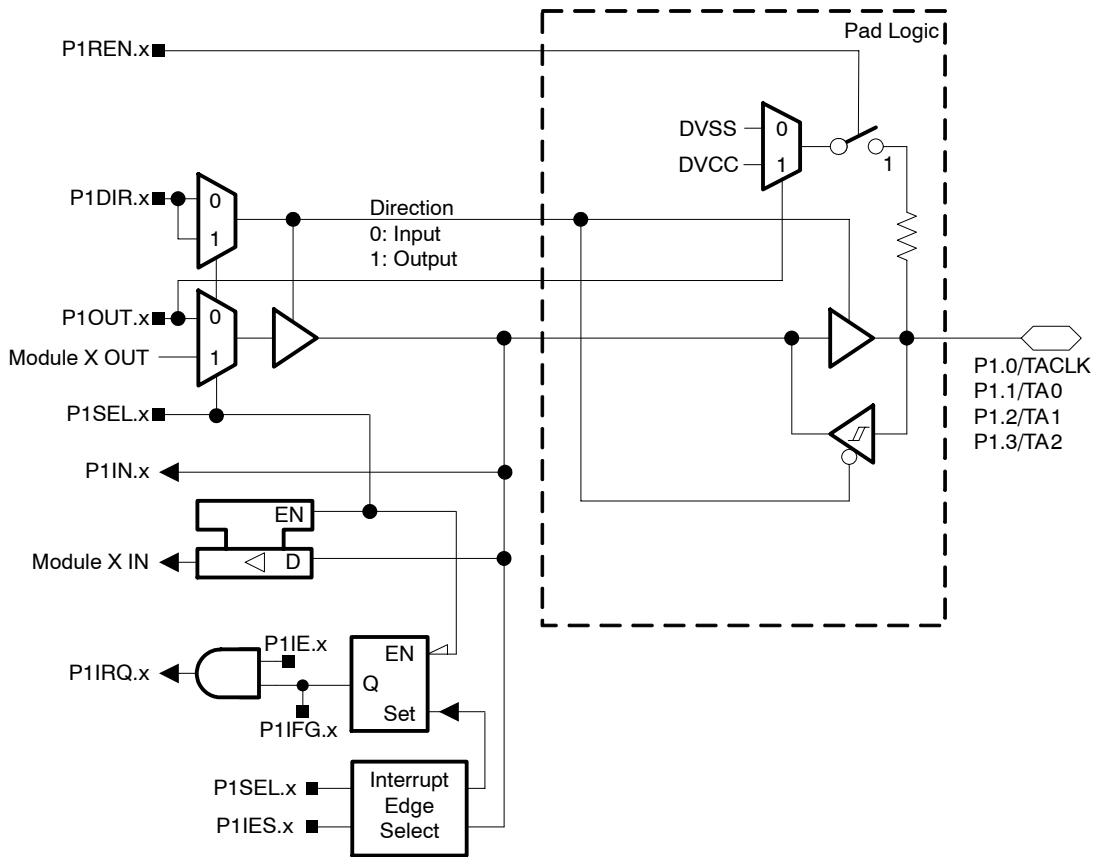 Pad Logic
P1REN.x
DVSS
0
DVCC
1
1
P1DIR.x
0
1
Direction
0: Input
1: Output
P1OUT.x
0
Module X OUT
1
P1.0/TACLK
P1.1/TA0
P1.2/TA1
P1.3/TA2
P1SEL.x
P1IN.x
EN
Module X IN
D
P1IE.x
EN
P1IRQ.x
Q
Set
P1IFG.x
P1SEL.x
P1IES.x
Interrupt
Edge
Select